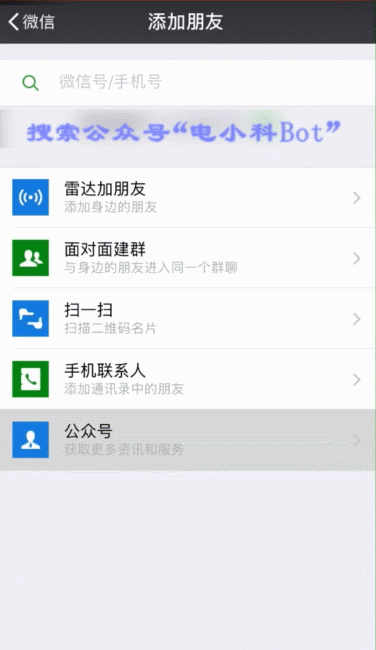 微信
添加朋友
微信号/手机号
搜索公众号“电小科Bot”
雷达加朋友
添加身边的朋友
面对面建群
与身边的朋友进入同一个群聊
扫一扫
扫描二维码名片
手机联系人
添加通讯录中的朋友
公众号
获取更多资讯和服务